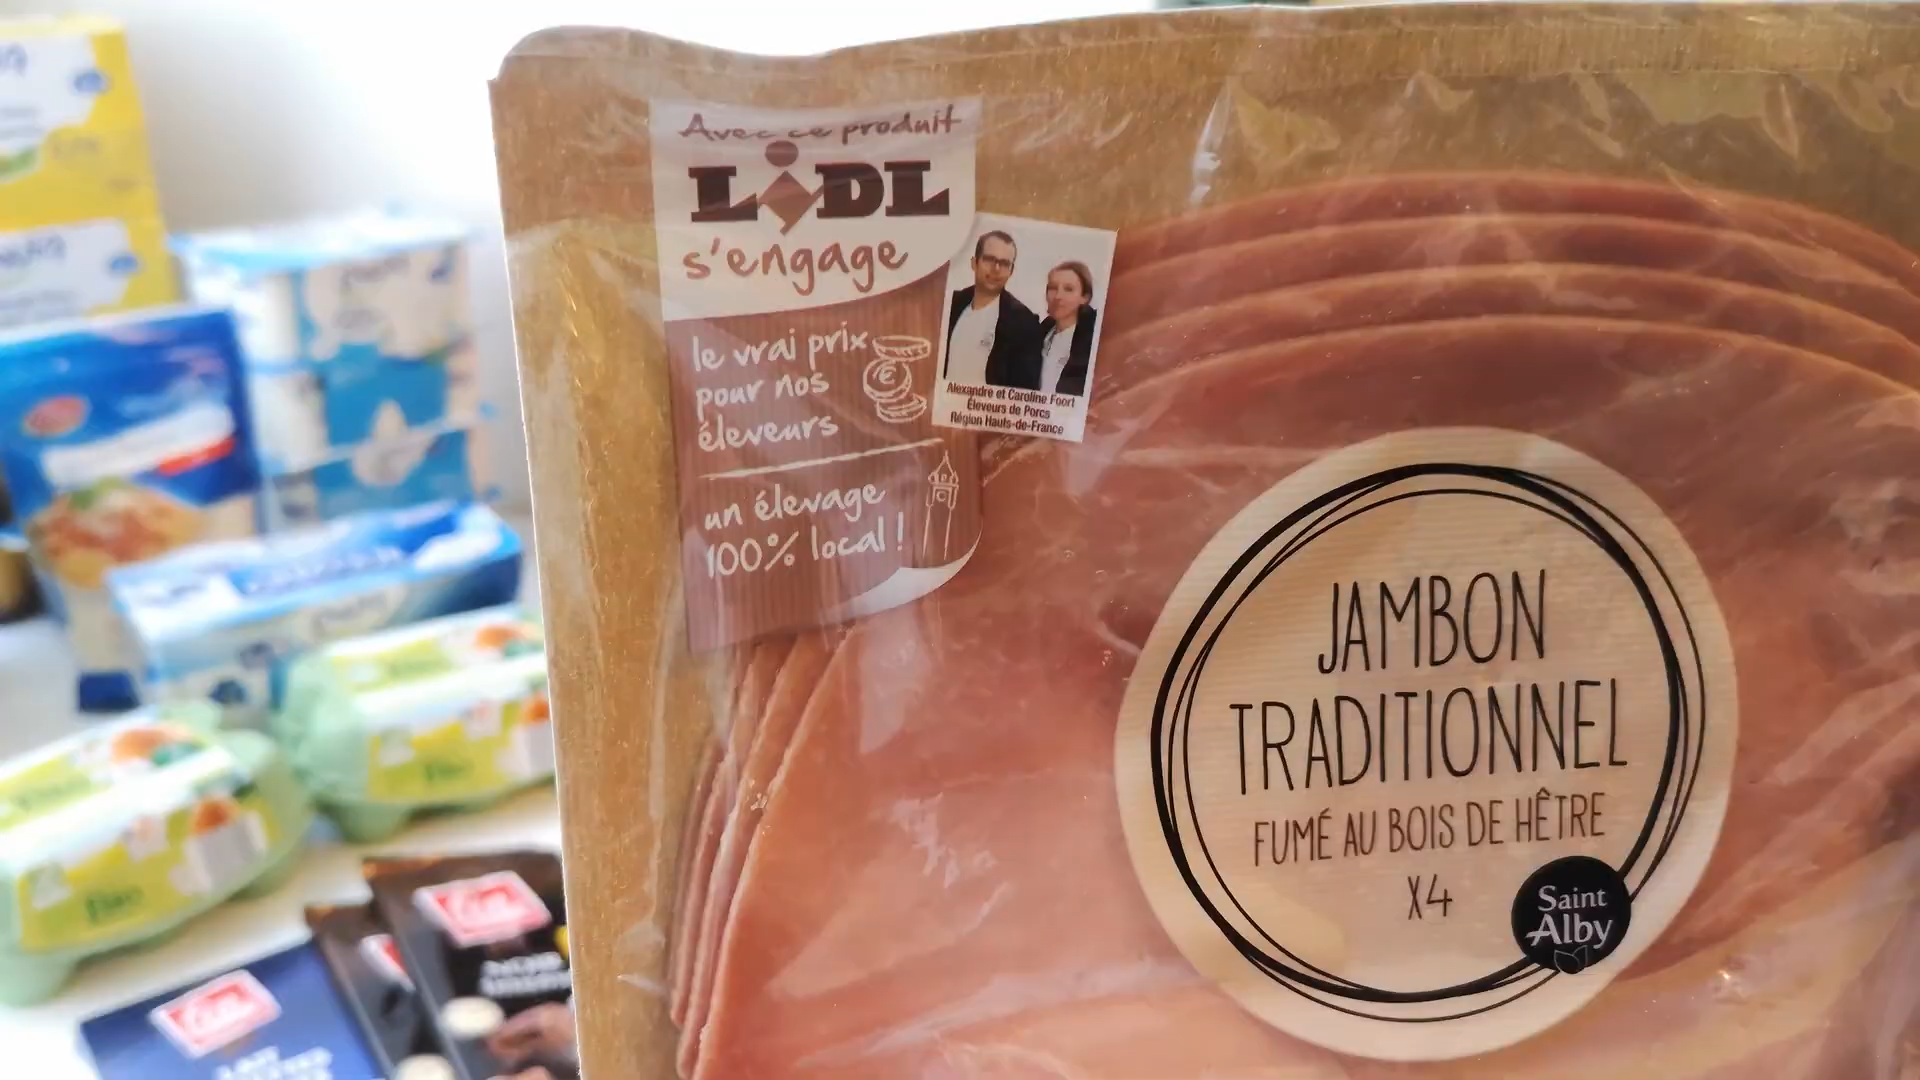 Avec ce produit
LIDL
s'engage
le vrai prix
pour nos
éleveurs
€
un élevage
100% local !
Alexandre et Caroline Foort
Éleveurs de Porcs
Région Hauts-de-France
JAMBON
TRADITIONNEL
FUMÉ AU BOIS DE HÊTRE
X4
Saint
Alby